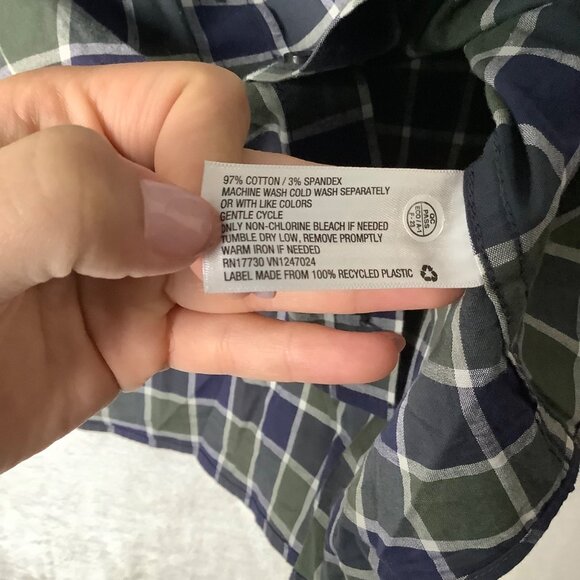 97% COTTON / 3% SPANDEX
MACHINE WASH COLD WASH SEPARATELY
OR WITH LIKE COLORS
GENTLE CYCLE
ONLY NON-CHLORINE BLEACH IF NEEDED
TUMBLE DRY LOW, REMOVE PROMPTLY
WARM IRON IF NEEDED
RN17730 VN1247024
LABEL MADE FROM 100% RECYCLED PLASTIC
QC
PASS